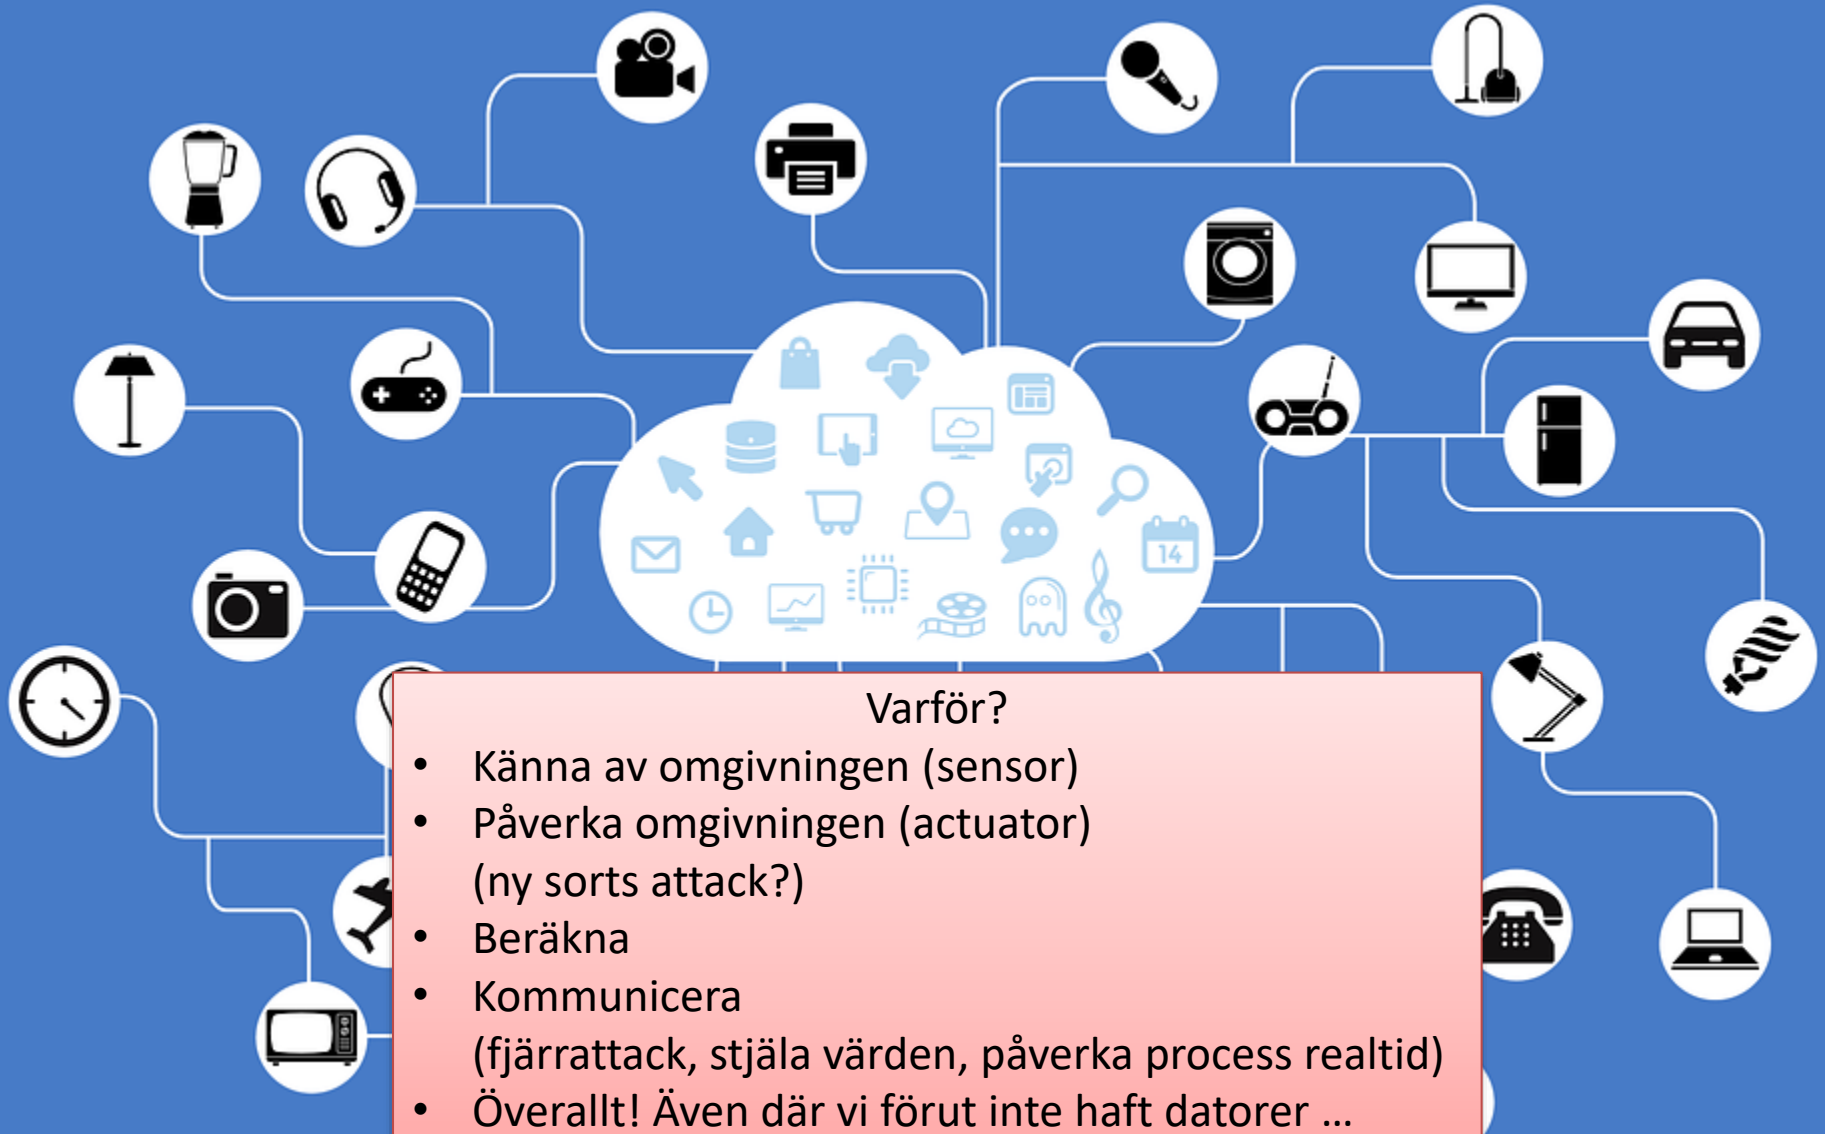 14
Varför?
• Känna av omgivningen (sensor)
• Påverka omgivningen (actuator)
(ny sorts attack?)
• Beräkna
• Kommunicera
(fjärrattack, stjäla värden, påverka process realtid)
• Överallt! Även där vi förut inte haft datorer ...